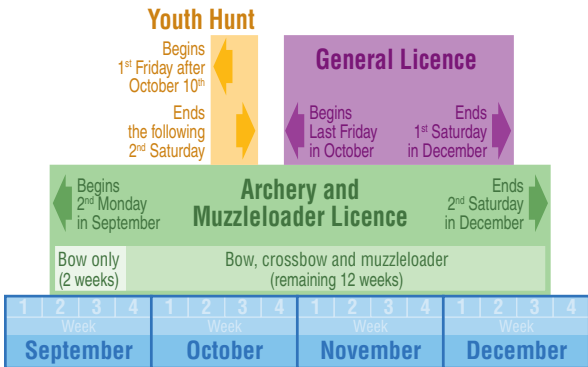 Youth Hunt
Begins
1st Friday after
October 10th
Ends
the following
2nd Saturday
General Licence
Begins
Last Friday
in October
Ends
1st Saturday
in December
Begins
2nd Monday
in September
Archery and
Muzzleloader Licence
Ends
2nd Saturday
in December
Bow only
(2 weeks)
Bow, crossbow and muzzleloader
(remaining 12 weeks)
1 2 3 4 1 2 3 4 1 2 3 4 1 2 3 4
Week Week Week Week
September October November December